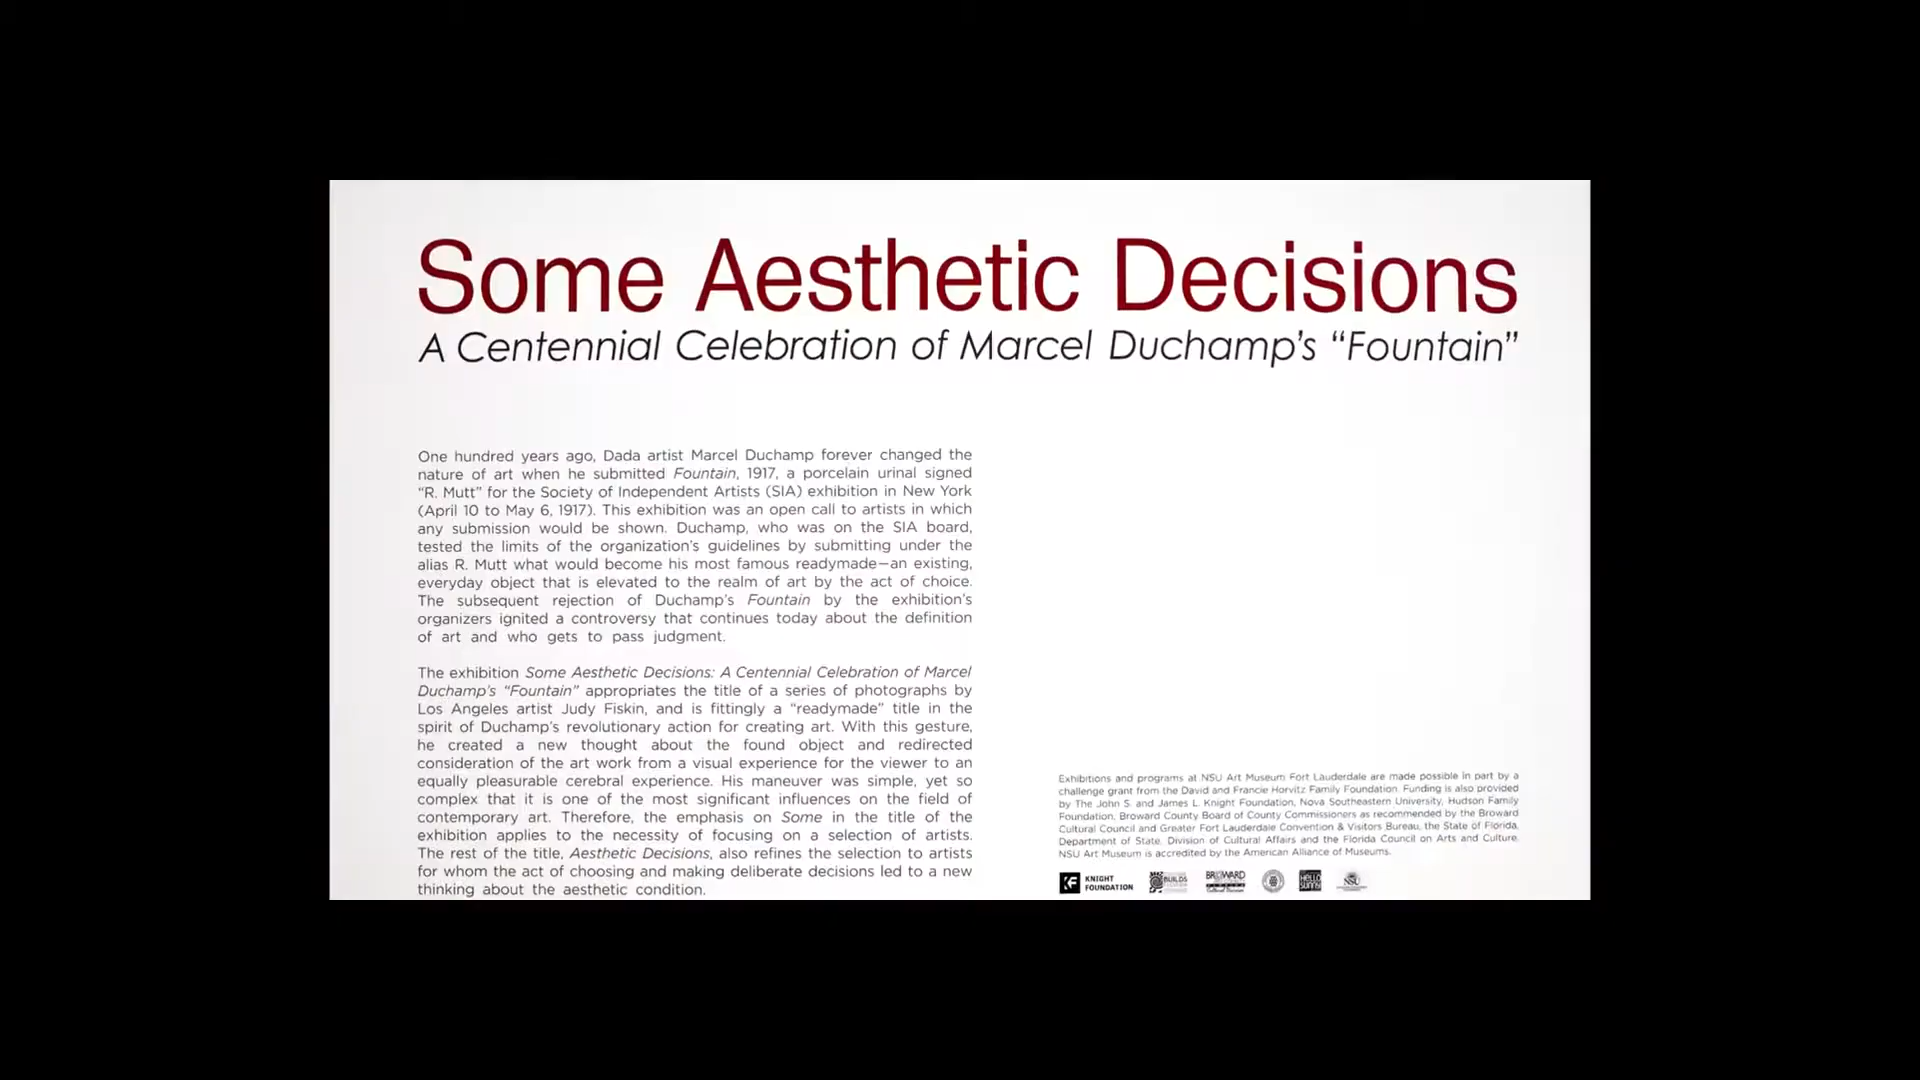 Some Aesthetic Decisions
A Centennial Celebration of Marcel Duchamp's “Fountain”
One hundred years ago, Dada artist Marcel Duchamp forever changed the
nature of art when he submitted Fountain, 1917, a porcelain urinal signed
“R. Mutt” for the Society of Independent Artists (SIA) exhibition in New York
(April 10 to May 6, 1917). This exhibition was an open call to artists in which
any submission would be shown. Duchamp, who was on the SIA board,
tested the limits of the organization's guidelines by submitting under the
alias R. Mutt what would become his most famous readymade—an existing,
everyday object that is elevated to the realm of art by the act of choice.
The subsequent rejection of Duchamp's Fountain by the exhibition's
organizers ignited a controversy that continues today about the definition
of art and who gets to pass judgment.
The exhibition Some Aesthetic Decisions: A Centennial Celebration of Marcel
Duchamp's “Fountain” appropriates the title of a series of photographs by
Los Angeles artist Judy Fiskin, and is fittingly a “readymade” title in the
spirit of Duchamp's revolutionary action for creating art. With this gesture,
he created a new thought about the found object and redirected
consideration of the art work from a visual experience for the viewer to an
equally pleasurable cerebral experience. His maneuver was simple, yet so
complex that it is one of the most significant influences on the field of
contemporary art. Therefore, the emphasis on Some in the title of the
exhibition applies to the necessity of focusing on a selection of artists.
The rest of the title, Aesthetic Decisions, also refines the selection to artists
for whom the act of choosing and making deliberate decisions led to a new
thinking about the aesthetic condition.
Exhibitions and programs at NSU Art Museum Fort Lauderdale are made possible in part by a
challenge grant from the David and Francie Horvitz Family Foundation. Funding is also provided
by The John S. and James L. Knight Foundation, Nova Southeastern University, Hudson Family
Foundation, Broward County Board of County Commissioners as recommended by the Broward
Cultural Council and Greater Fort Lauderdale Convention & Visitors Bureau, the State of Florida,
Department of State, Division of Cultural Affairs and the Florida Council on Arts and Culture.
NSU Art Museum is accredited by the American Alliance of Museums.
KNIGHT
FOUNDATION
BUILDS
BROWARD
HELLO
SUNNY
NSU